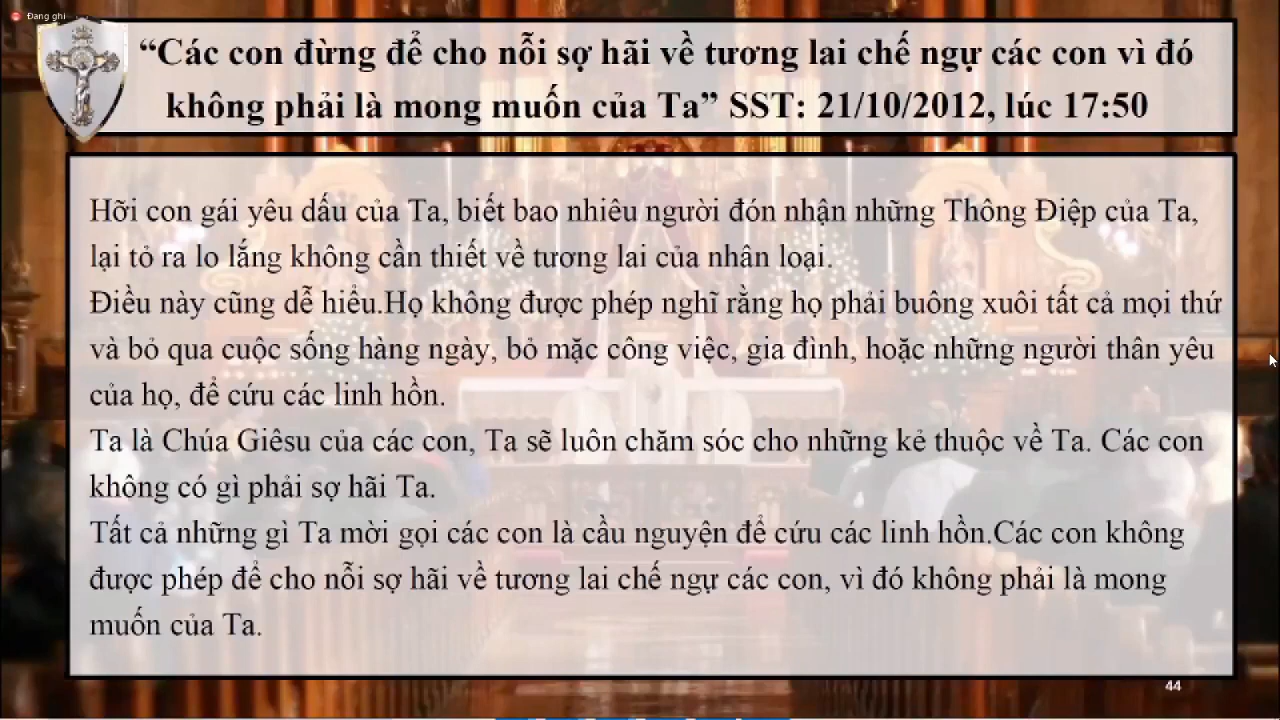 Đang ghi
“Các con đừng để cho nỗi sợ hãi về tương lai chế ngự các con vì đó
không phải là mong muốn của Ta” SST: 21/10/2012, lúc 17:50
Hỡi con gái yêu dấu của Ta, biết bao nhiêu người đón nhận những Thông Điệp của Ta,
lại tỏ ra lo lắng không cần thiết về tương lai của nhân loại.
Điều này cũng dễ hiểu.Họ không được phép nghĩ rằng họ phải buông xuôi tất cả mọi thứ
và bỏ qua cuộc sống hàng ngày, bỏ mặc công việc, gia đình, hoặc những người thân yêu
của họ, để cứu các linh hồn.
Ta là Chúa Giêsu của các con, Ta sẽ luôn chăm sóc cho những kẻ thuộc về Ta. Các con
không có gì phải sợ hãi Ta.
Tất cả những gì Ta mời gọi các con là cầu nguyện để cứu các linh hồn.Các con không
được phép để cho nỗi sợ hãi về tương lai chế ngự các con, vì đó không phải là mong
muốn của Ta.
44